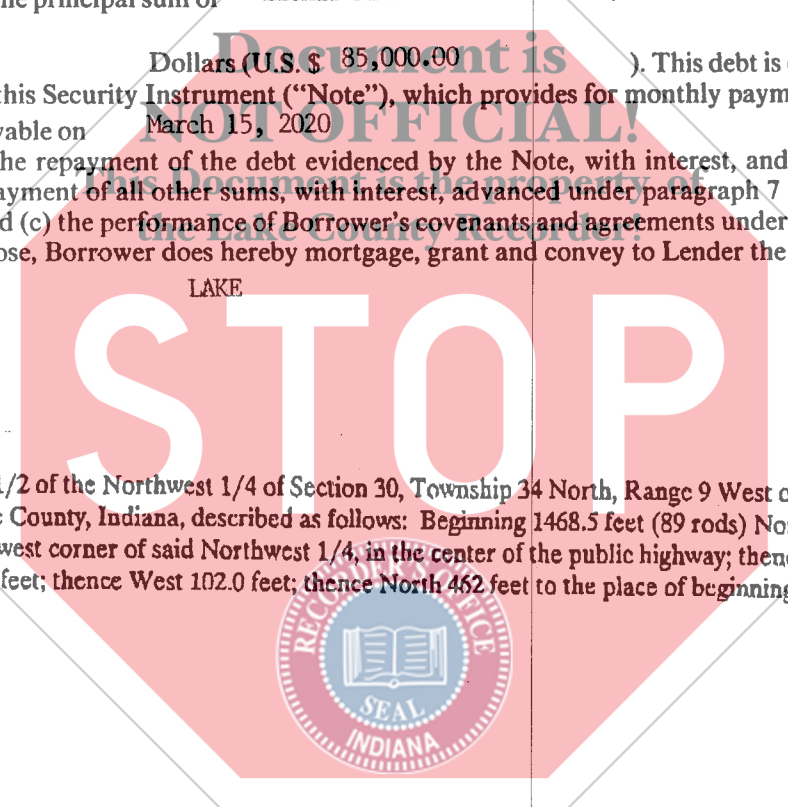 he principal sum of
Dollars (U.S. $ 85,000.00 ). This debt is
this Security Instrument (“Note”), which provides for monthly paym
yable on March 15, 2020
he repayment of the debt evidenced by the Note, with interest, and
ayment of all other sums, with interest, advanced under paragraph 7
d (c) the performance of Borrower’s covenants and agreements under
ose, Borrower does hereby mortgage, grant and convey to Lender the
LAKE
Document is
NOT OFFICIAL!
This Document is the property of
the Lake County Recorder!
STOP
1/2 of the Northwest 1/4 of Section 30, Township 34 North, Range 9 West o
County, Indiana, described as follows: Beginning 1468.5 feet (89 rods) No
west corner of said Northwest 1/4, in the center of the public highway; then
feet; thence West 102.0 feet; thence North 462 feet to the place of beginning
RECORDER'S OFFICE
SEAL
INDIANA